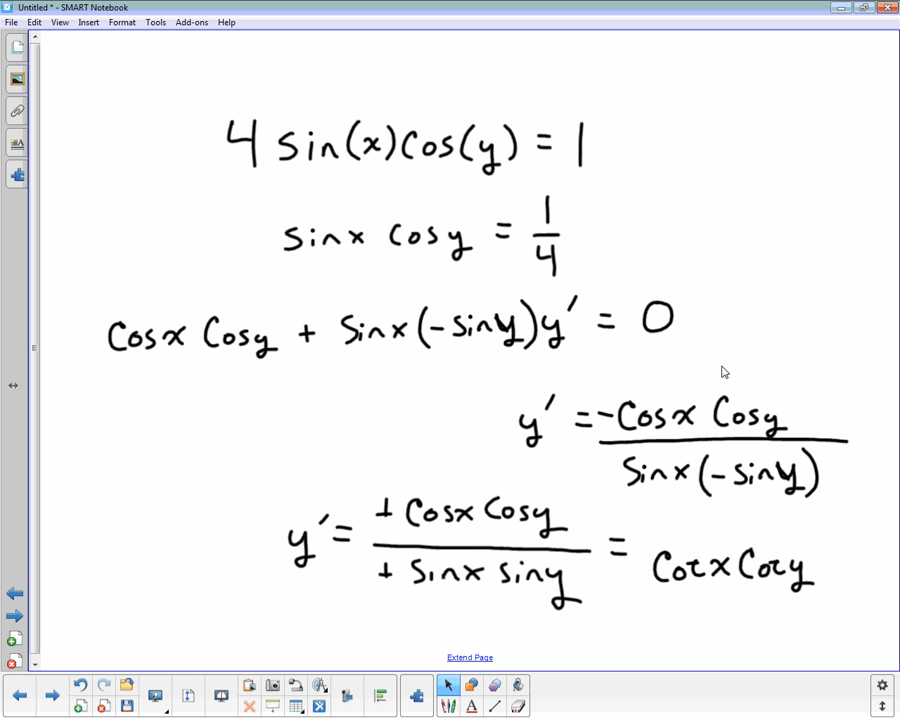 Untitled * - SMART Notebook
File Edit View Insert Format Tools Add-ons Help
4 sin(x)cos(y) = 1
sinx cosy = 1/4
cosx cosy + sinx(-siny)y' = 0
y' = -cosx cosy / sinx(-siny)
y' = + cosx cosy / + sinx siny = cotx coty
Extend Page